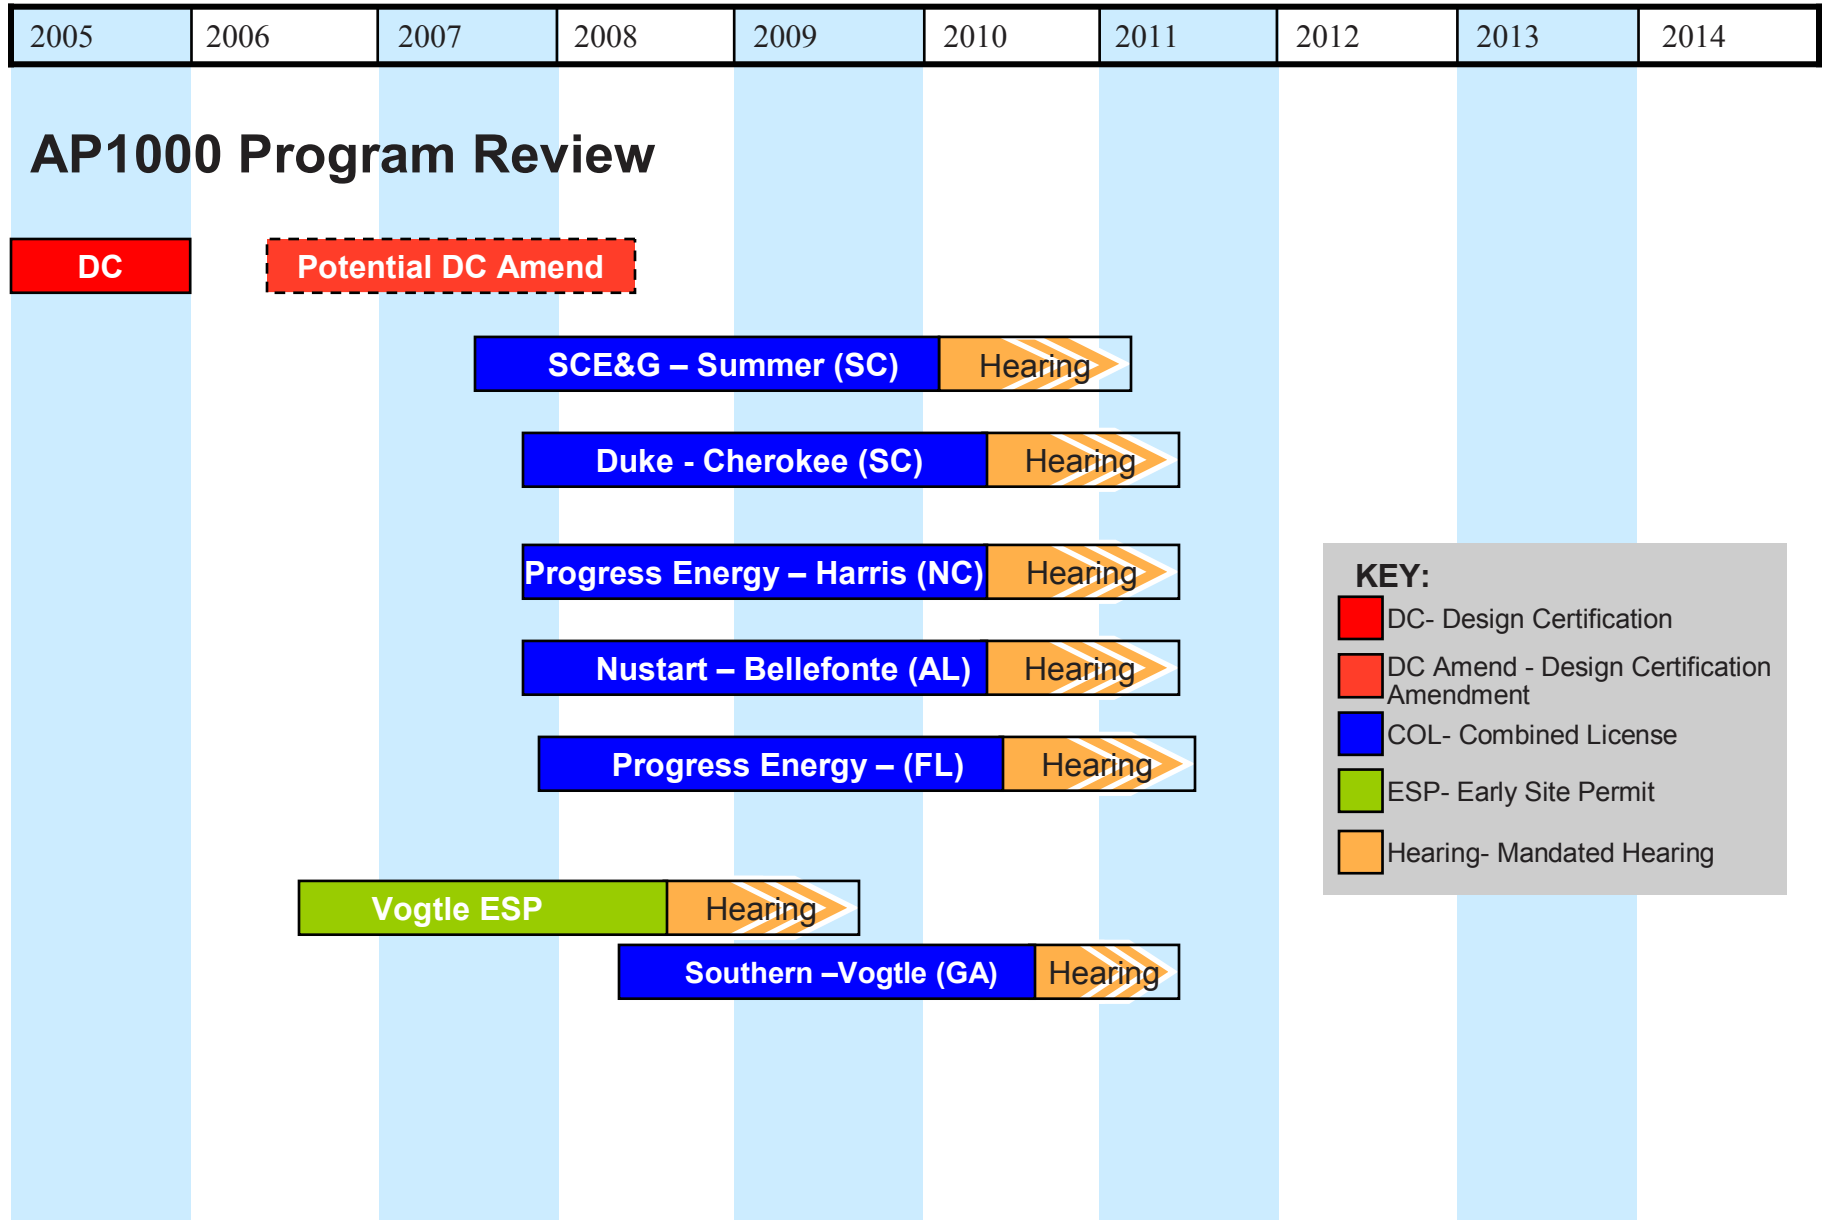 2005 2006 2007 2008 2009 2010 2011 2012 2013 2014
AP1000 Program Review
DC Potential DC Amend
SCE&G – Summer (SC) Hearing
Duke - Cherokee (SC) Hearing
Progress Energy – Harris (NC) Hearing
Nustart – Bellefonte (AL) Hearing
Progress Energy – (FL) Hearing
Vogtle ESP Hearing
Southern –Vogtle (GA) Hearing
KEY:
DC- Design Certification
DC Amend - Design Certification
Amendment
COL- Combined License
ESP- Early Site Permit
Hearing- Mandated Hearing